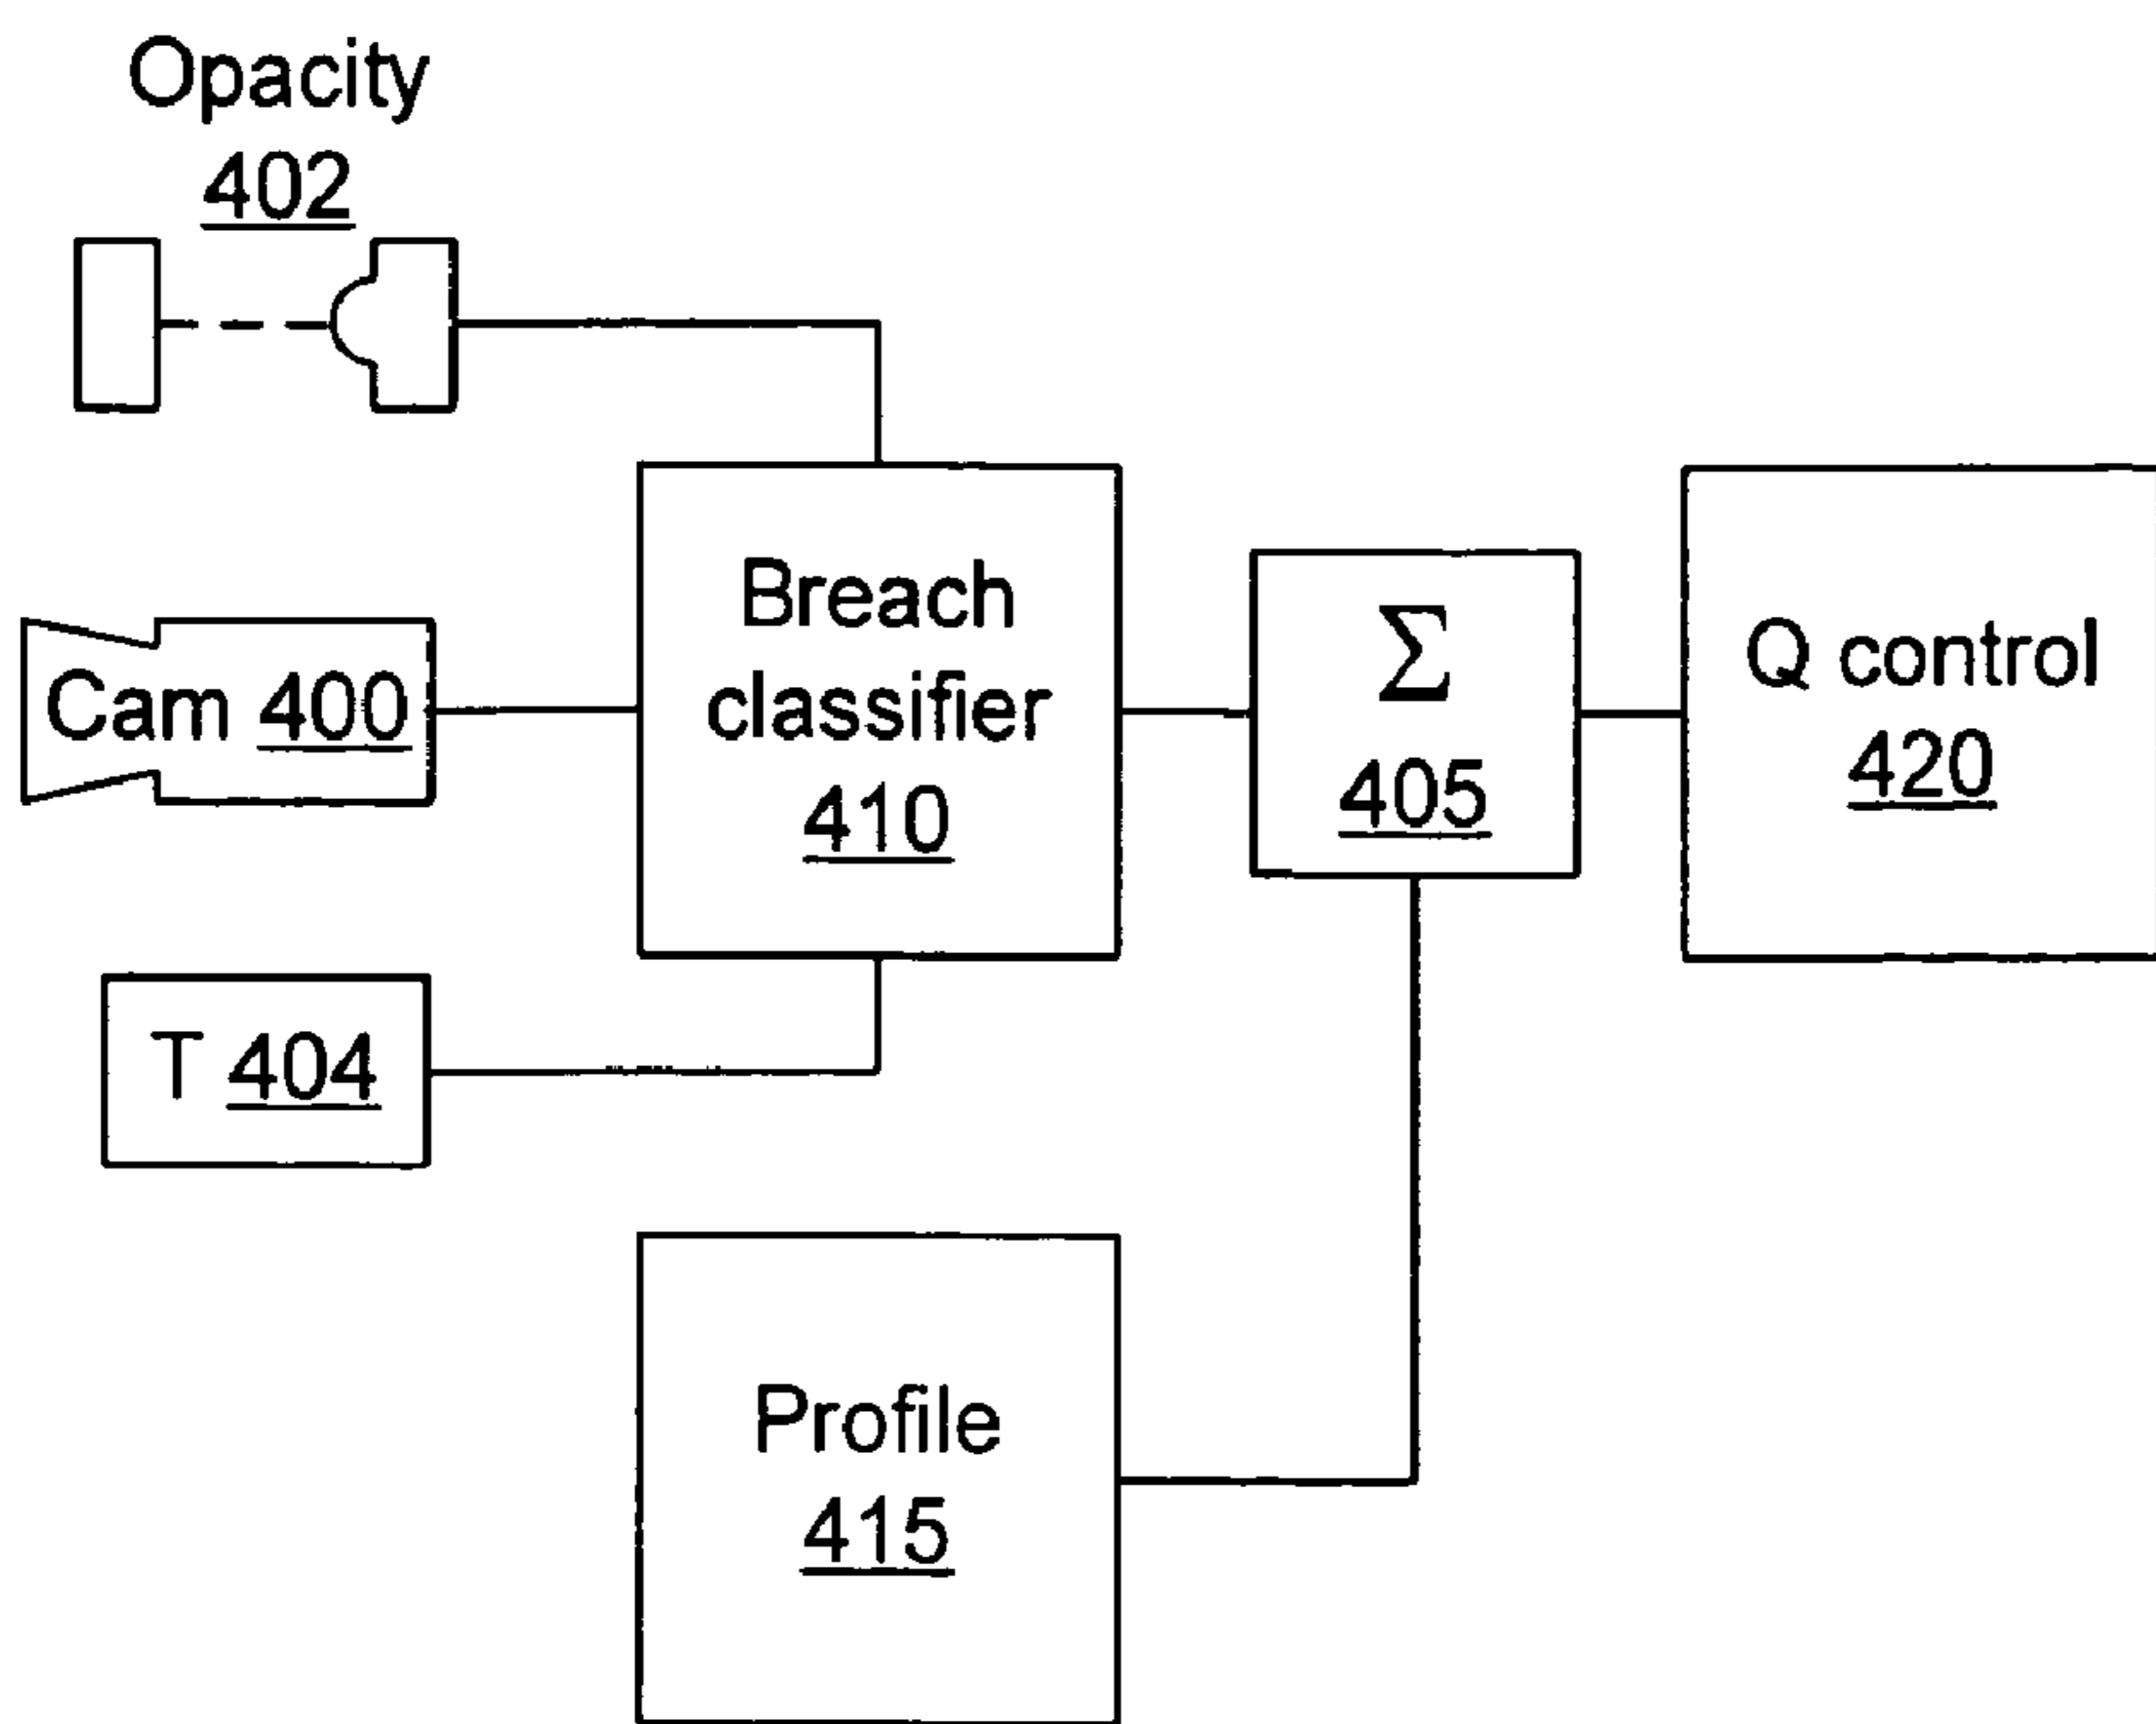 Opacity
402
Cam 400
Breach
classifier
410
Σ
405
Q control
420
T 404
Profile
415